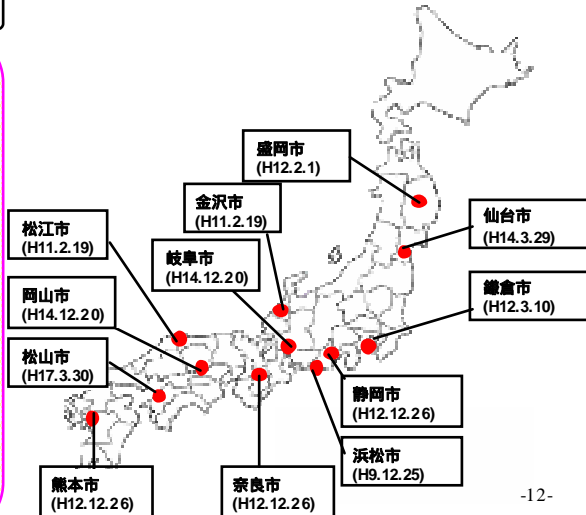 盛岡市
(H12.2.1)
金沢市
(H11.2.19)
仙台市
(H14.3.29)
松江市
(H11.2.19)
岐阜市
(H14.12.20)
岡山市
(H14.12.20)
鎌倉市
(H12.3.10)
松山市
(H17.3.30)
静岡市
(H12.12.26)
浜松市
(H9.12.25)
熊本市
(H12.12.26)
奈良市
(H12.12.26)
-12-